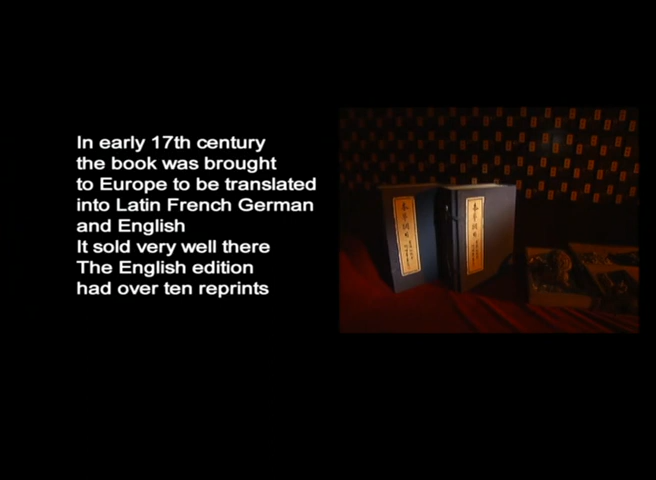 In early 17th century
the book was brought
to Europe to be translated
into Latin French German
and English
It sold very well there
The English edition
had over ten reprints